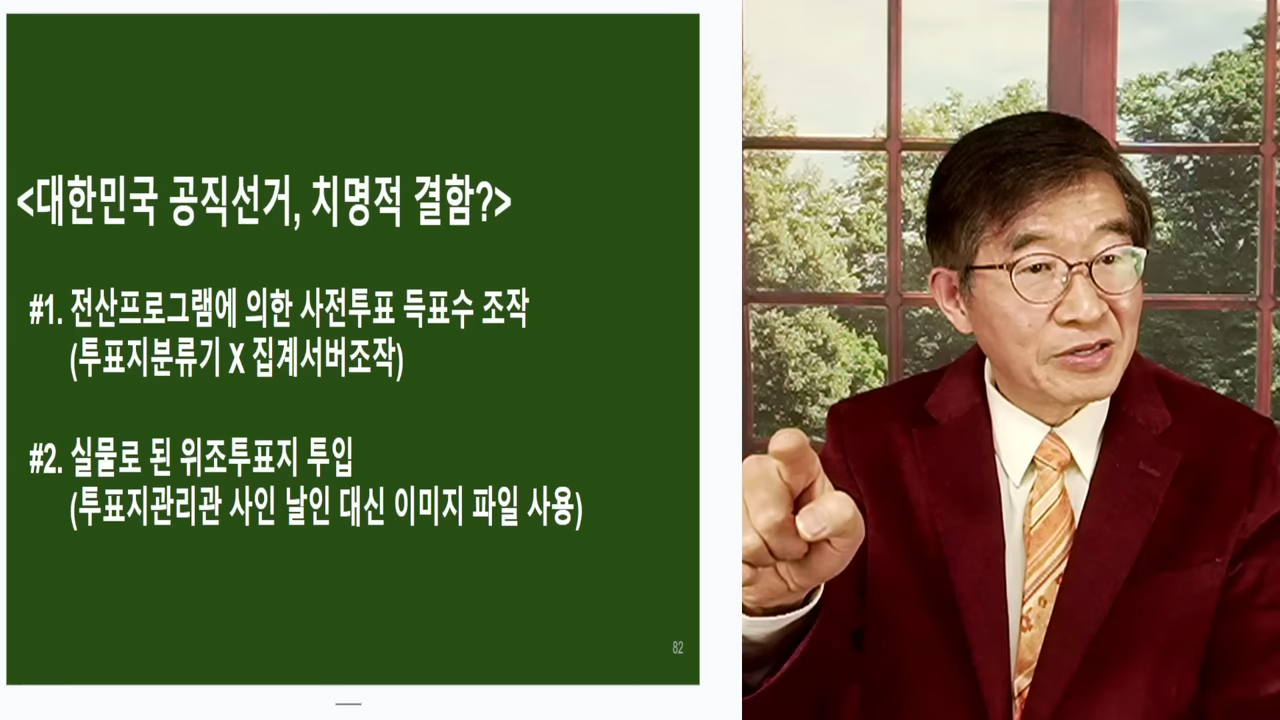 <대한민국 공직선거, 치명적 결함?>
#1. 전산프로그램에 의한 사전투표 득표수 조작
(투표지분류기 X 집계서버조작)
#2. 실물로 된 위조투표지 투입
(투표지관리관 사인 날인 대신 이미지 파일 사용)
82